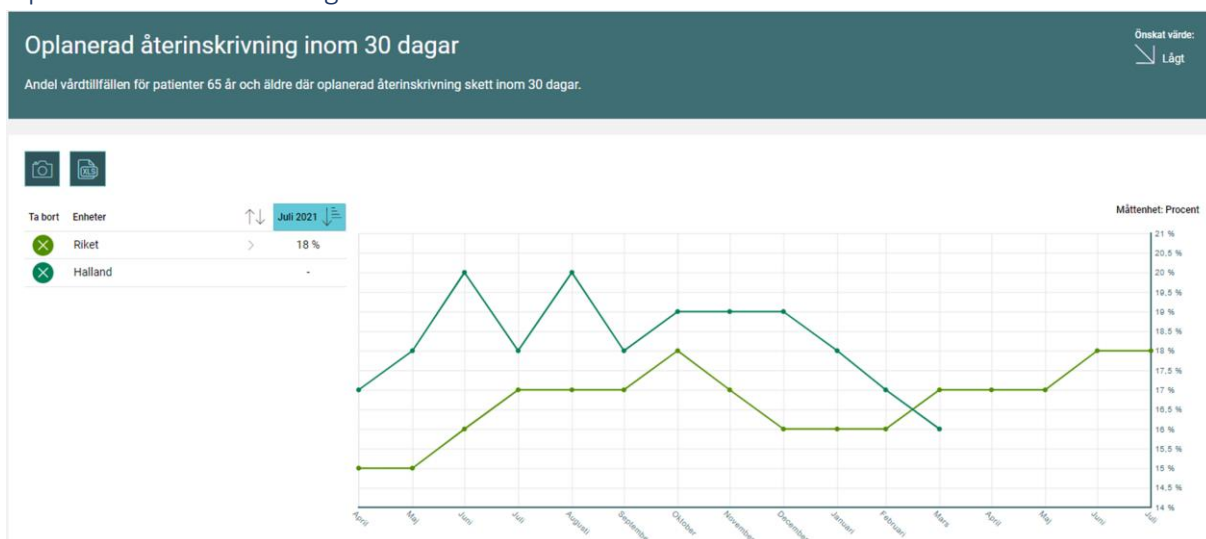 Oplanerad återinskrivning inom 30 dagar
Andel vårdtillfällen för patienter 65 år och äldre där oplanerad återinskrivning skett inom 30 dagar.
Önskat värde:
Lågt
XLS
Ta bort Enheter Juli 2021
Riket 18 %
Halland -
Måttenhet: Procent
21 %
20,5 %
20 %
19,5 %
19 %
18,5 %
18 %
17,5 %
17 %
16,5 %
16 %
15,5 %
15 %
14,5 %
14 %
April Maj Juni Juli Augusti September Oktober November December Januari Februari Mars April Maj Juni Juli